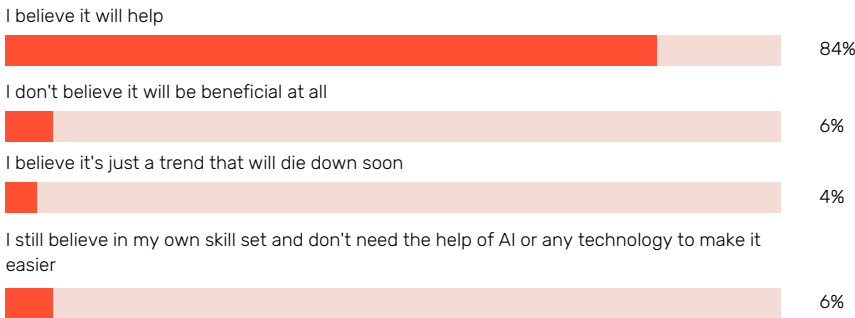 I believe it will help
84%
I don't believe it will be beneficial at all
6%
I believe it's just a trend that will die down soon
4%
I still believe in my own skill set and don't need the help of AI or any technology to make it
easier
6%